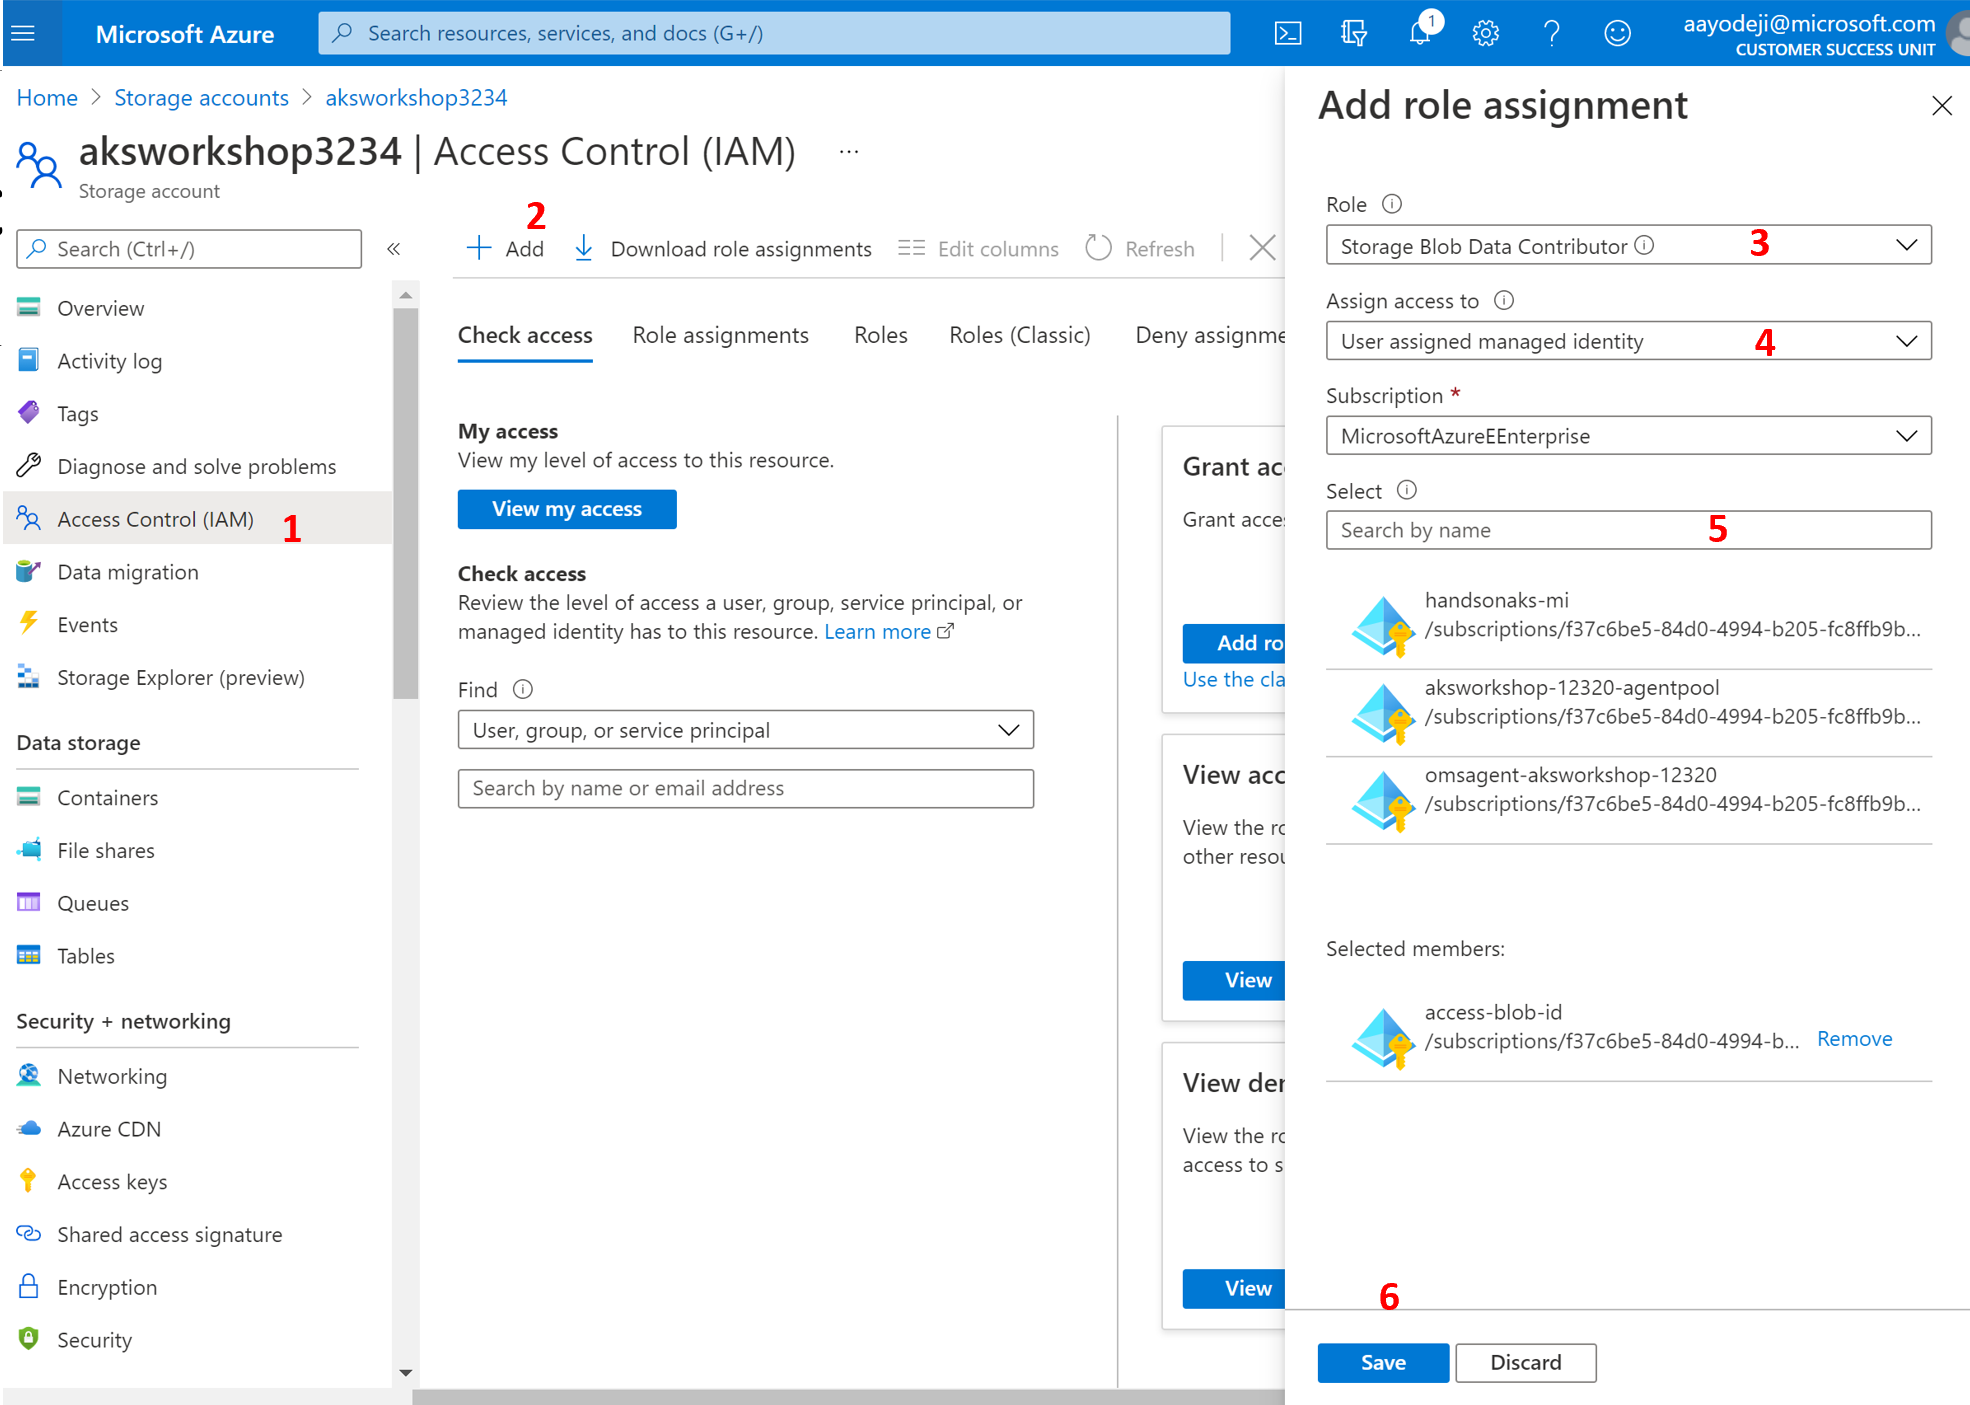 Microsoft Azure
Search resources, services, and docs (G+/)
1
aayodeji@microsoft.com
CUSTOMER SUCCESS UNIT
Home > Storage accounts > aksworkshop3234
aksworkshop3234 | Access Control (IAM) ...
Storage account
Search (Ctrl+/)
«
Overview
Activity log
Tags
Diagnose and solve problems
Access Control (IAM) 1
Data migration
Events
Storage Explorer (preview)
Data storage
Containers
File shares
Queues
Tables
Security + networking
Networking
Azure CDN
Access keys
Shared access signature
Encryption
Security
2
Add
Download role assignments
Edit columns
Refresh
Check access
Role assignments
Roles
Roles (Classic)
Deny assignme
My access
View my level of access to this resource.
View my access
Check access
Review the level of access a user, group, service principal, or
managed identity has to this resource. Learn more
Find
User, group, or service principal
Search by name or email address
Grant ac
Grant acce
Add ro
Use the cla
View acc
View the ro
other resou
View
View der
View the ro
access to s
View
Add role assignment
Role
Storage Blob Data Contributor 3
Assign access to
User assigned managed identity 4
Subscription *
MicrosoftAzureEEnterprise
Select
Search by name 5
handsonaks-mi
/subscriptions/f37c6be5-84d0-4994-b205-fc8ffb9b...
aksworkshop-12320-agentpool
/subscriptions/f37c6be5-84d0-4994-b205-fc8ffb9b...
omsagent-aksworkshop-12320
/subscriptions/f37c6be5-84d0-4994-b205-fc8ffb9b...
Selected members:
access-blob-id
/subscriptions/f37c6be5-84d0-4994-b... Remove
6
Save
Discard